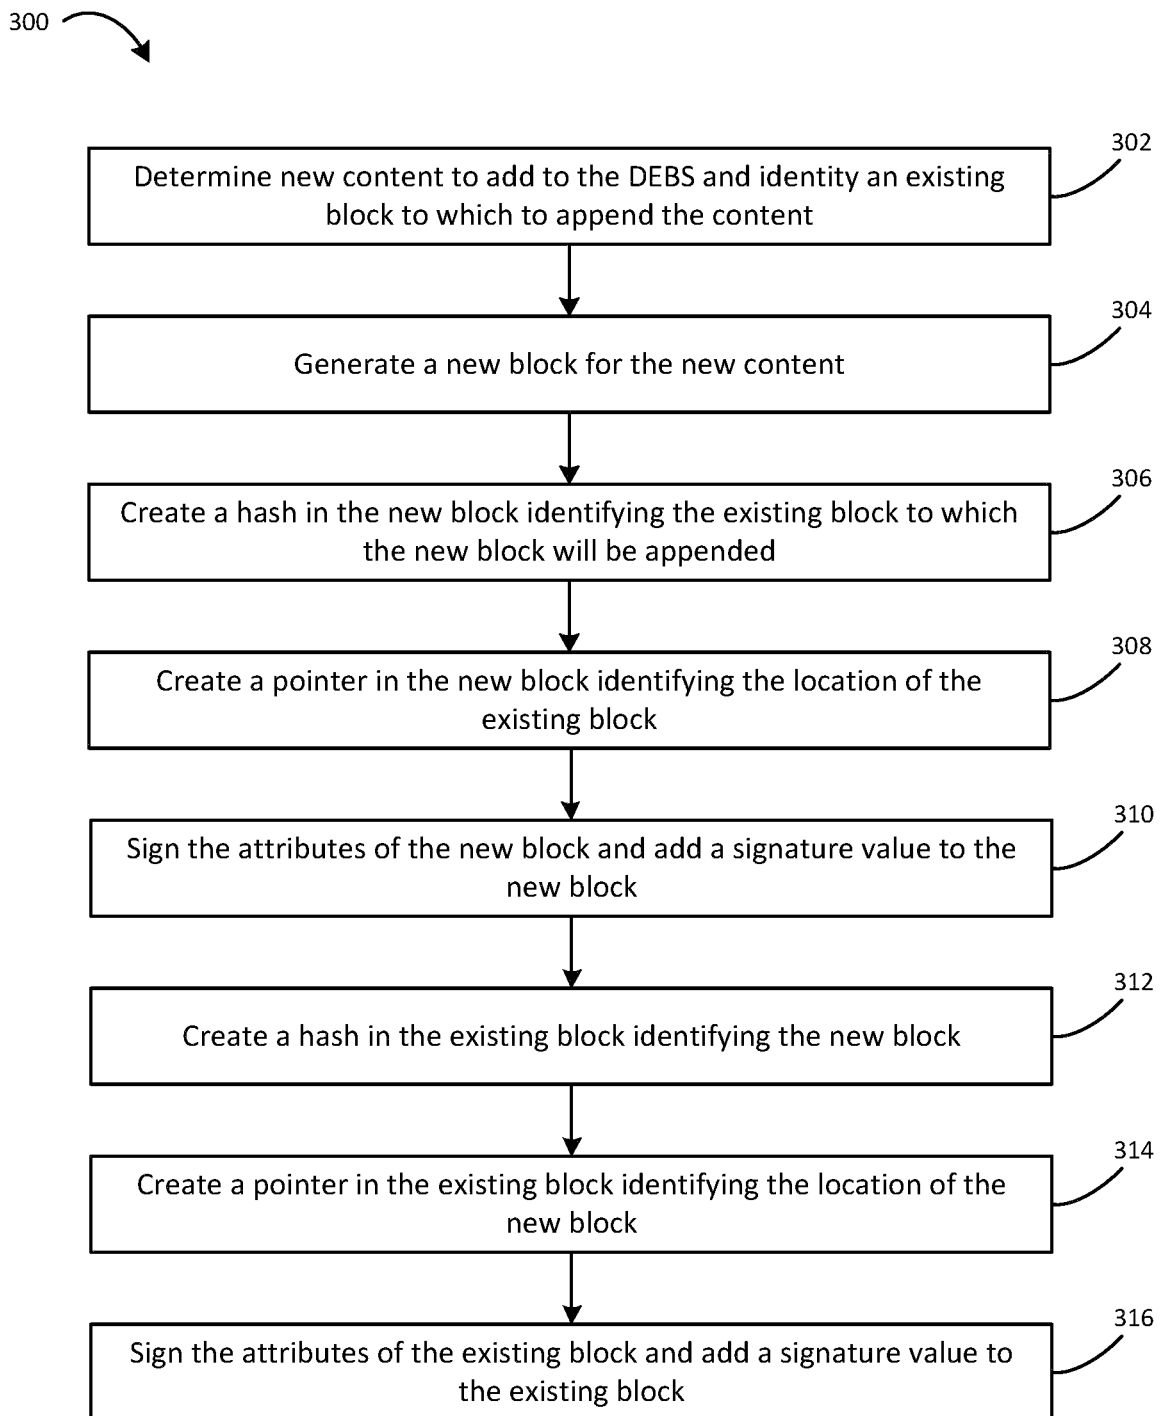 300
302
Determine new content to add to the DEBS and identity an existing
block to which to append the content
304
Generate a new block for the new content
306
Create a hash in the new block identifying the existing block to which
the new block will be appended
308
Create a pointer in the new block identifying the location of the
existing block
310
Sign the attributes of the new block and add a signature value to the
new block
312
Create a hash in the existing block identifying the new block
314
Create a pointer in the existing block identifying the location of the
new block
316
Sign the attributes of the existing block and add a signature value to
the existing block